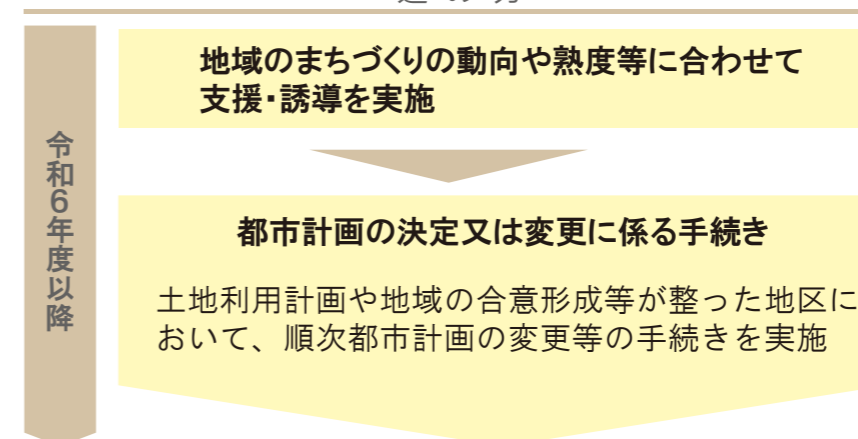 令和6年度以降
地域のまちづくりの動向や熟度等に合わせて
支援・誘導を実施
都市計画の決定又は変更に係る手続き
土地利用計画や地域の合意形成等が整った地区に
おいて、順次都市計画の変更等の手続きを実施